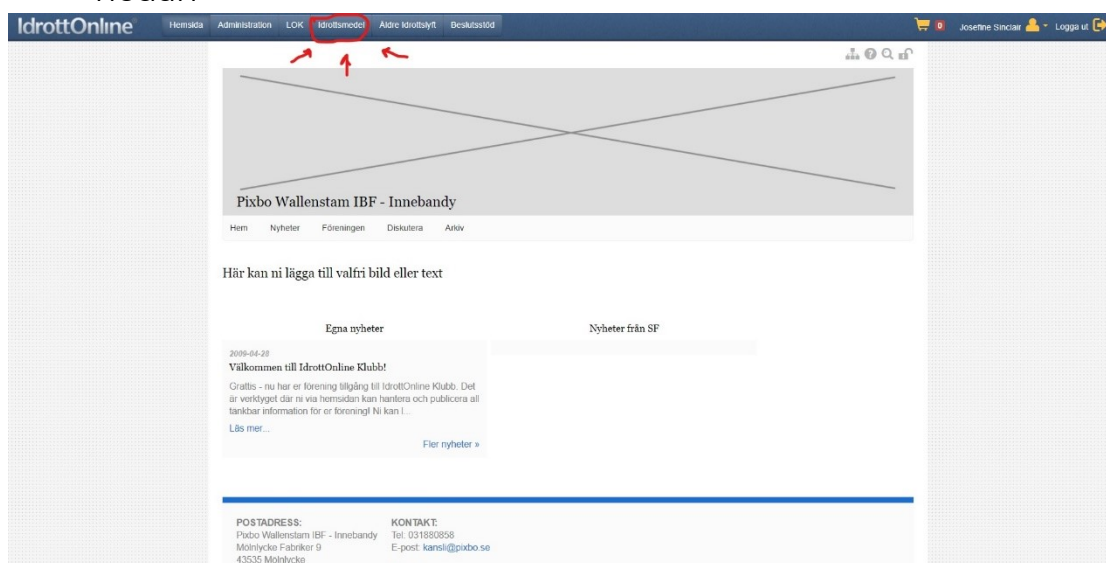 IdrottOnline Hemsida Administration LOK Idrottsmedel Äldre Idrottslyft Beslutsstöd 0 Josefine Sinclair Logga ut
Pixbo Wallenstam IBF - Innebandy
Hem Nyheter Föreningen Diskutera Arkiv
Här kan ni lägga till valfri bild eller text
Egna nyheter Nyheter från SF
2009-04-28
Välkommen till IdrottOnline Klubb!
Grattis - nu har er förening tillgång till IdrottOnline Klubb. Det
är verktyget där ni via hemsidan kan hantera och publicera all
tänkbar information för er förening! Ni kan l...
Läs mer...
Fler nyheter »
POSTADRESS: KONTAKT:
Pixbo Wallenstam IBF - Innebandy Tel: 031880858
Mölnlycke Fabriker 9 E-post: kansli@pixbo.se
43535 Mölnlycke